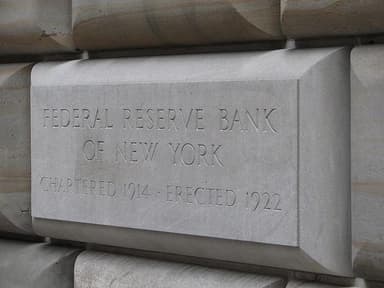 FEDERAL RESERVE BANK
OF NEW YORK
CHARTERED 1914 · ERECTED 1922